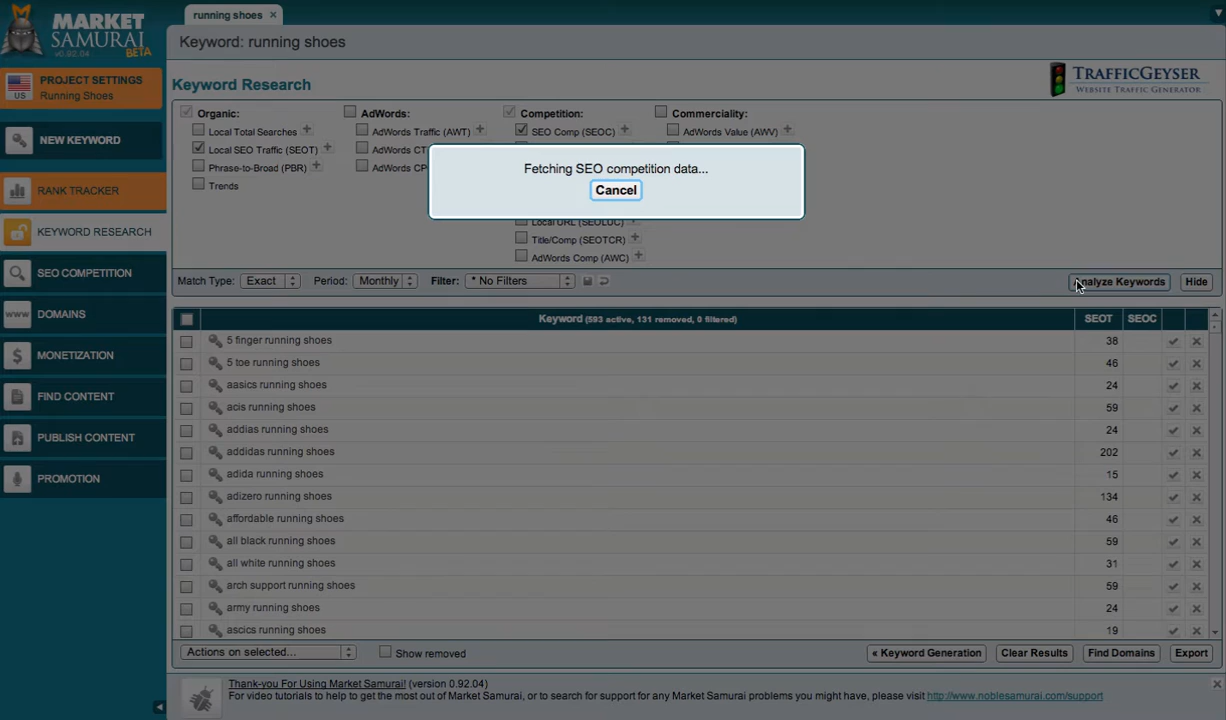 running shoes ×
MARKET
SAMURAI
BETA
v0.92.04
Keyword: running shoes
PROJECT SETTINGS
Running Shoes
US
NEW KEYWORD
RANK TRACKER
KEYWORD RESEARCH
SEO COMPETITION
DOMAINS
MONETIZATION
FIND CONTENT
PUBLISH CONTENT
PROMOTION
Keyword Research
TRAFFICGEYSER
WEBSITE TRAFFIC GENERATOR
Organic:
Local Total Searches +
Local SEO Traffic (SEOT) +
Phrase-to-Broad (PBR) +
Trends
AdWords:
AdWords Traffic (AWT) +
AdWords CT
AdWords CP
Competition:
SEO Comp (SEOC) +
Local URL (SEOLUC) +
Title/Comp (SEOTCR) +
AdWords Comp (AWC) +
Commerciality:
AdWords Value (AWV) +
Fetching SEO competition data...
Cancel
Match Type: Exact Period: Monthly Filter: * No Filters Analyze Keywords Hide
Keyword (593 active, 131 removed, 0 filtered) SEOT SEOC
5 finger running shoes 38
5 toe running shoes 46
aasics running shoes 24
acis running shoes 59
addias running shoes 24
addidas running shoes 202
adida running shoes 15
adizero running shoes 134
affordable running shoes 46
all black running shoes 59
all white running shoes 31
arch support running shoes 59
army running shoes 24
ascics running shoes 19
Actions on selected... Show removed « Keyword Generation Clear Results Find Domains Export
Thank-you For Using Market Samurai! (version 0.92.04)
For video tutorials to help to get the most out of Market Samurai, or to search for support for any Market Samurai problems you might have, please visit http://www.noblesamurai.com/support